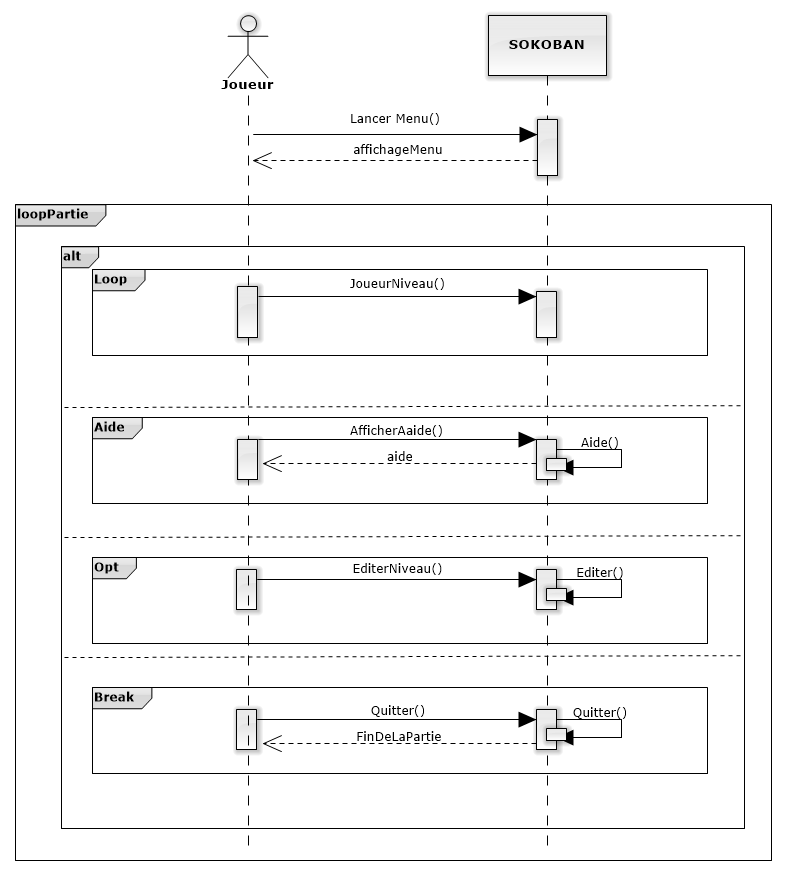 Joueur
SOKOBAN
Lancer Menu()
affichageMenu
loopPartie
alt
Loop
JoueurNiveau()
Aide
AfficherAaide()
Aide()
aide
Opt
EditerNiveau()
Editer()
Break
Quitter()
Quitter()
FinDeLaPartie